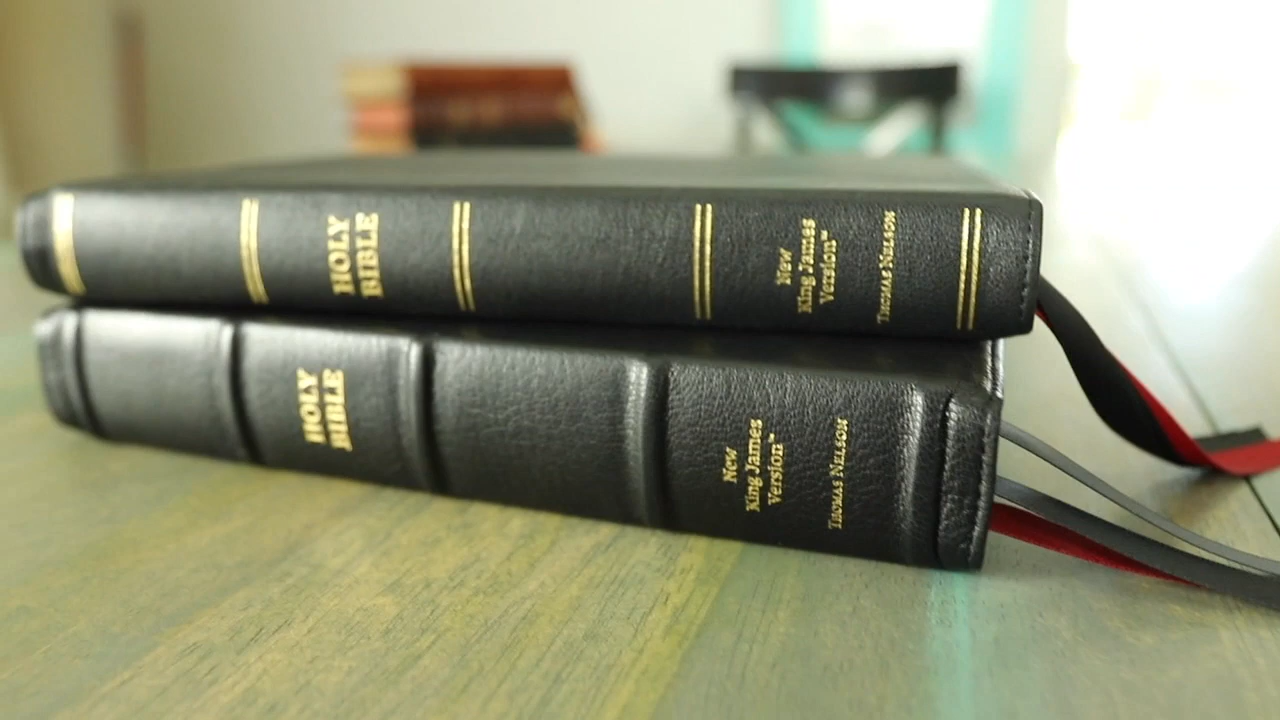 HOLY
BIBLE
New
King James
Version™
THOMAS NELSON
HOLY
BIBLE
New
King James
Version™
THOMAS NELSON